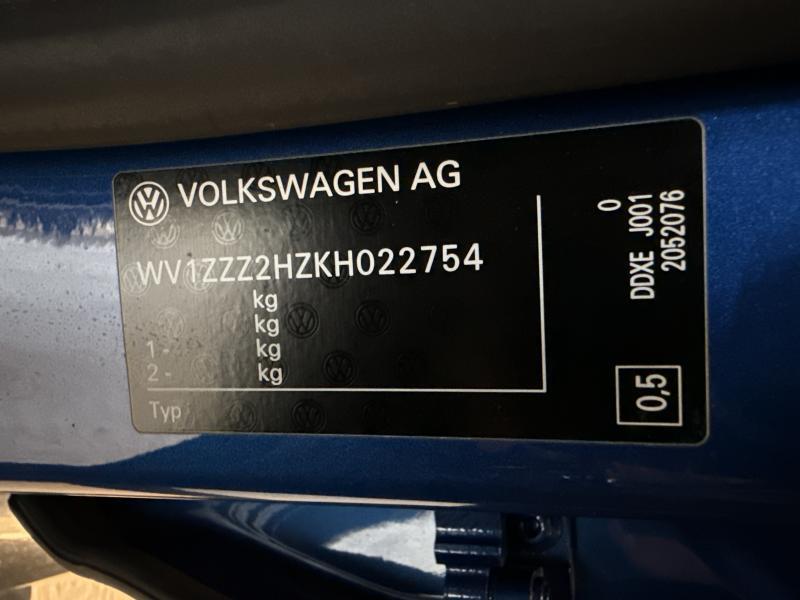 VOLKSWAGEN AG
WV1ZZZ2HZKH022754
kg
kg
1 - kg
2 - kg
Typ
0
DDXE J001
2052076
0,5